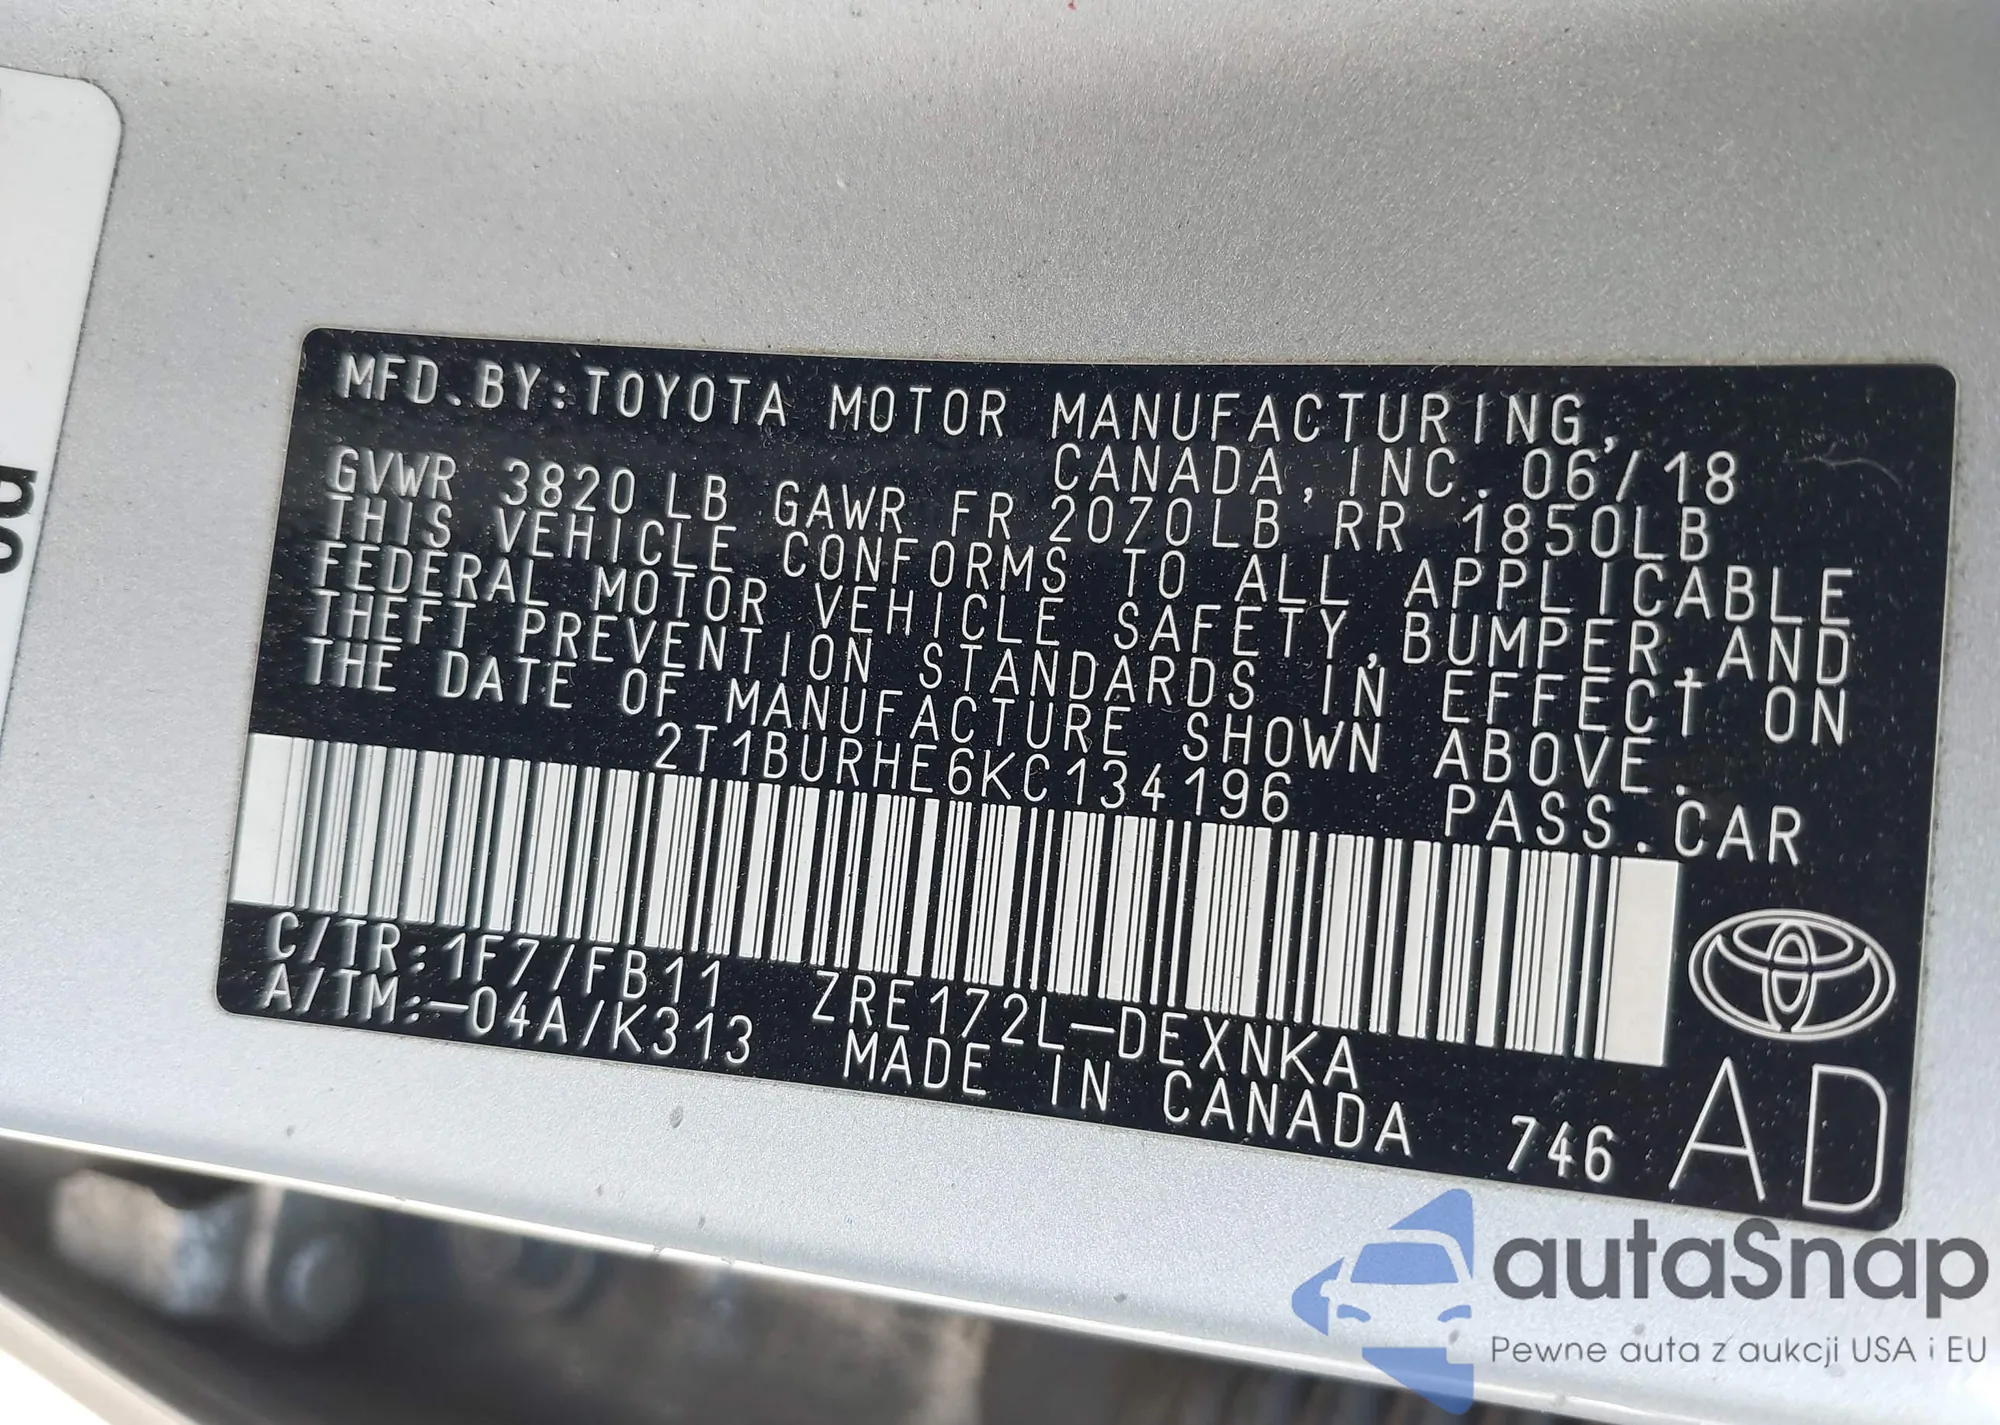 MFD.BY:TOYOTA MOTOR MANUFACTURING,
CANADA,INC. 06/18
GVWR 3820 LB GAWR FR 2070LB RR 1850LB
THIS VEHICLE CONFORMS TO ALL APPLICABLE
FEDERAL MOTOR VEHICLE SAFETY,BUMPER,AND
THEFT PREVENTION STANDARDS IN EFFECT ON
THE DATE OF MANUFACTURE SHOWN ABOVE.
2T1BURHE6KC134196 PASS.CAR
C/TR:1F7/FB11 ZRE172L-DEXNKA
A/TM:-04A/K313 MADE IN CANADA 746
AD
autaSnap
Pewne auta z aukcji USA i EU